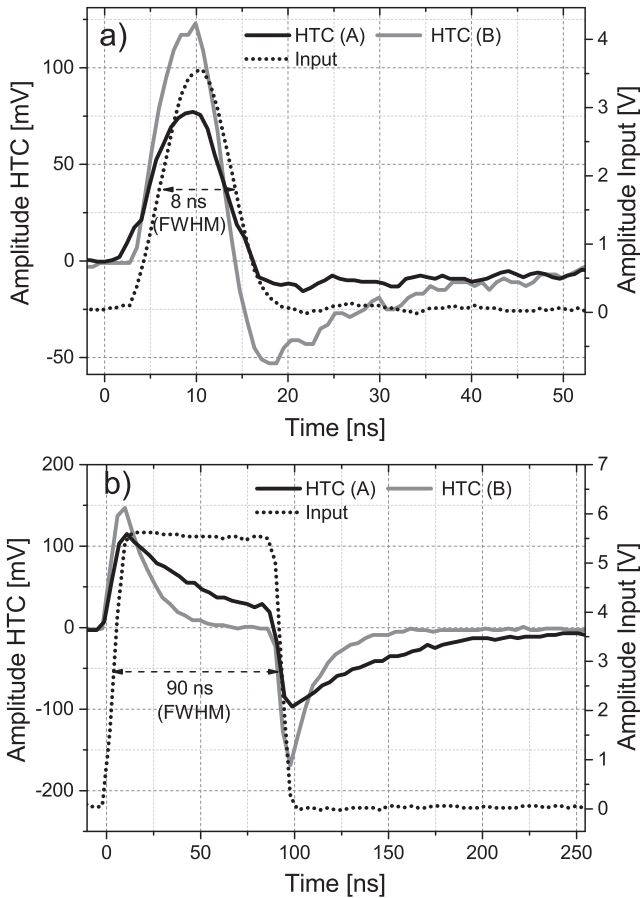 a)
HTC (A) HTC (B)
Input
8 ns
(FWHM)
Amplitude HTC [mV]
100
50
0
-50
Amplitude Input [V]
4
3
2
1
0
0 10 20 30 40 50
Time [ns]
b)
HTC (A) HTC (B)
Input
90 ns
(FWHM)
Amplitude HTC [mV]
200
100
0
-100
-200
Amplitude Input [V]
7
6
5
4
3
2
1
0
0 50 100 150 200 250
Time [ns]